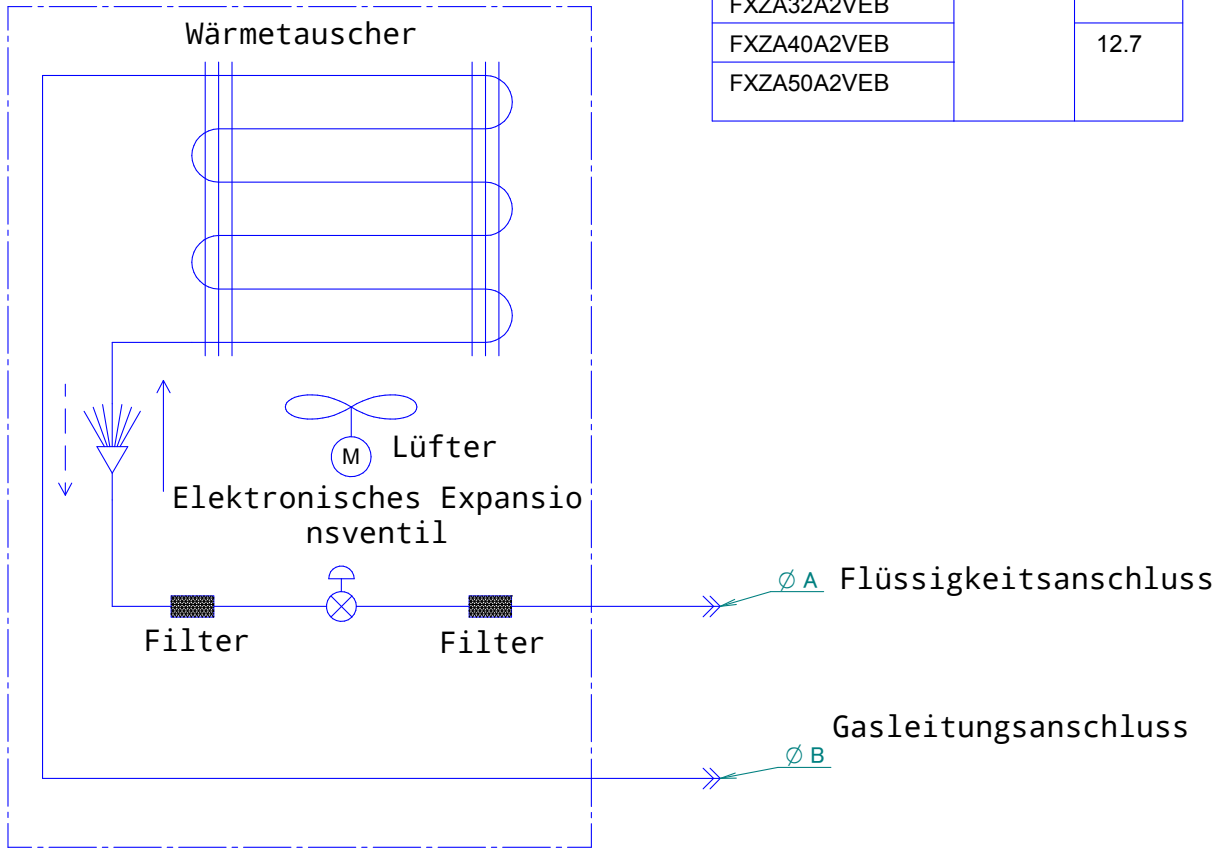 FXZA32A2VEB
Wärmetauscher
FXZA40A2VEB 12.7
FXZA50A2VEB
M
Lüfter
Elektronisches Expansio
nsventil
Ø A Flüssigkeitsanschluss
Filter
Filter
Gasleitungsanschluss
Ø B